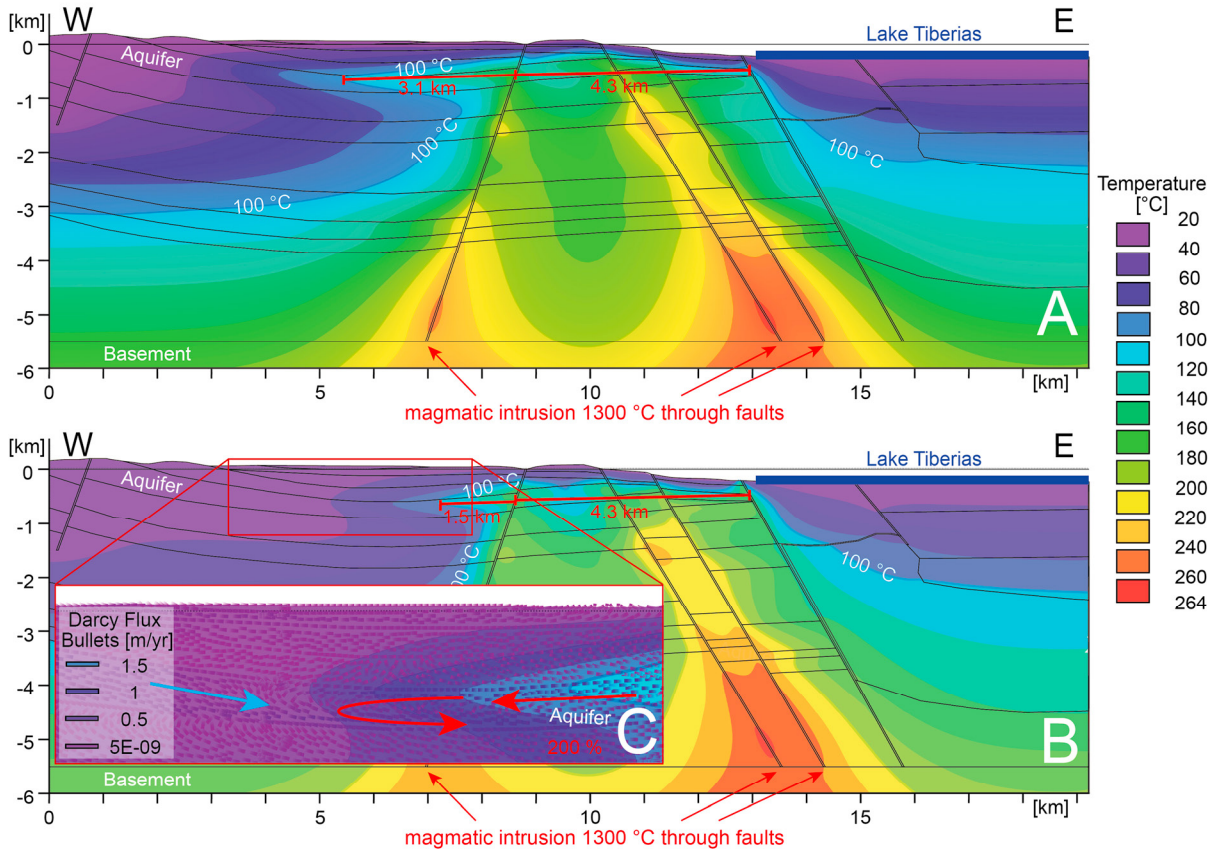 [km] W E
Lake Tiberias
0
Aquifer
100 °C
3.1 km
4.3 km
-1
100 °C
100 °C
-2
100 °C
-3
-4
-5
A
Basement
-6
0 5 10 15 [km]
magmatic intrusion 1300 °C through faults
Temperature
[°C]
20
40
60
80
100
120
140
160
180
200
220
240
260
264
[km] W E
Lake Tiberias
0
Aquifer
100 °C
1.5 km
4.3 km
-1
100 °C
-2
-3
-4
-5
Darcy Flux
Bullets [m/yr]
1.5
1
0.5
5E-09
Aquifer
200 %
C
B
Basement
-6
0 5 10 15 [km]
magmatic intrusion 1300 °C through faults